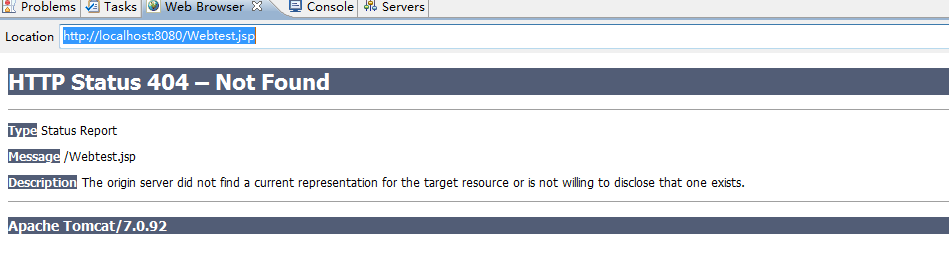 Problems Tasks Web Browser Console Servers
Location http://localhost:8080/Webtest.jsp
HTTP Status 404 – Not Found
Type Status Report
Message /Webtest.jsp
Description The origin server did not find a current representation for the target resource or is not willing to disclose that one exists.
Apache Tomcat/7.0.92